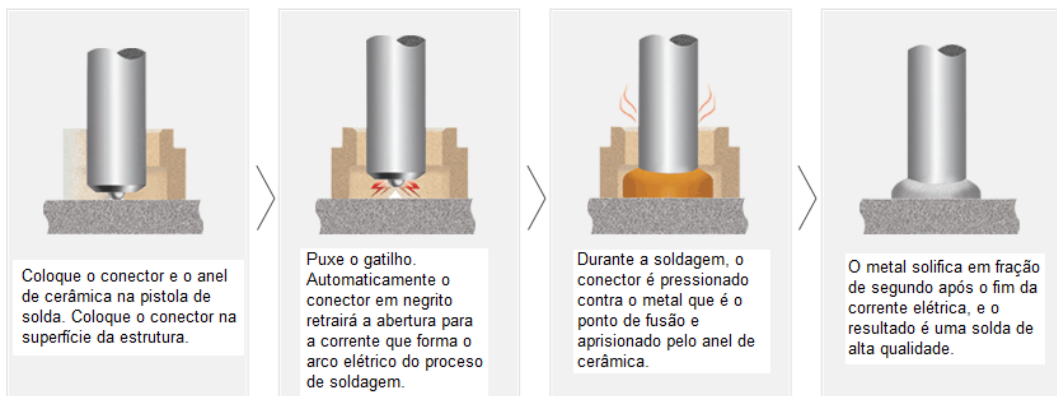 Coloque o conector e o anel
de cerâmica na pistola de
solda. Coloque o conector na
superfície da estrutura.
Puxe o gatilho.
Automaticamente o
conector em negrito
retrairá a abertura para
a corrente que forma o
arco elétrico do proceso
de soldagem.
Durante a soldagem, o
conector é pressionado
contra o metal que é o
ponto de fusão e
aprisionado pelo anel de
cerâmica.
O metal solifica em fração
de segundo após o fim da
corrente elétrica, e o
resultado é uma solda de
alta qualidade.